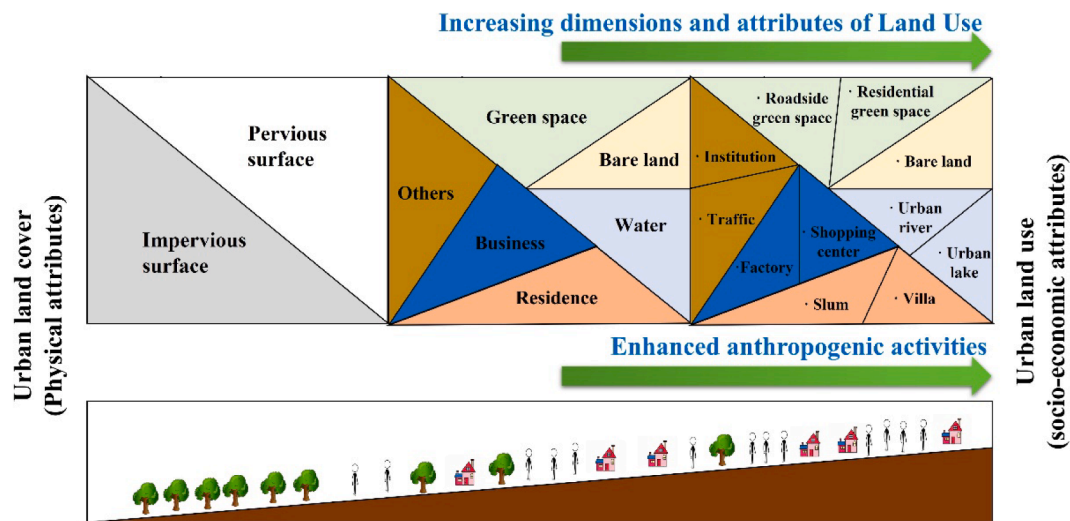 Increasing dimensions and attributes of Land Use
Urban land cover
(Physical attributes)
Pervious
surface
Impervious
surface
Green space
Bare land
Others
Business
Water
Residence
· Roadside
green space
· Residential
green space
· Institution
· Bare land
· Traffic
· Shopping
center
· Urban
river
· Factory
· Urban
lake
· Slum
· Villa
Urban land use
(socio-economic attributes)
Enhanced anthropogenic activities